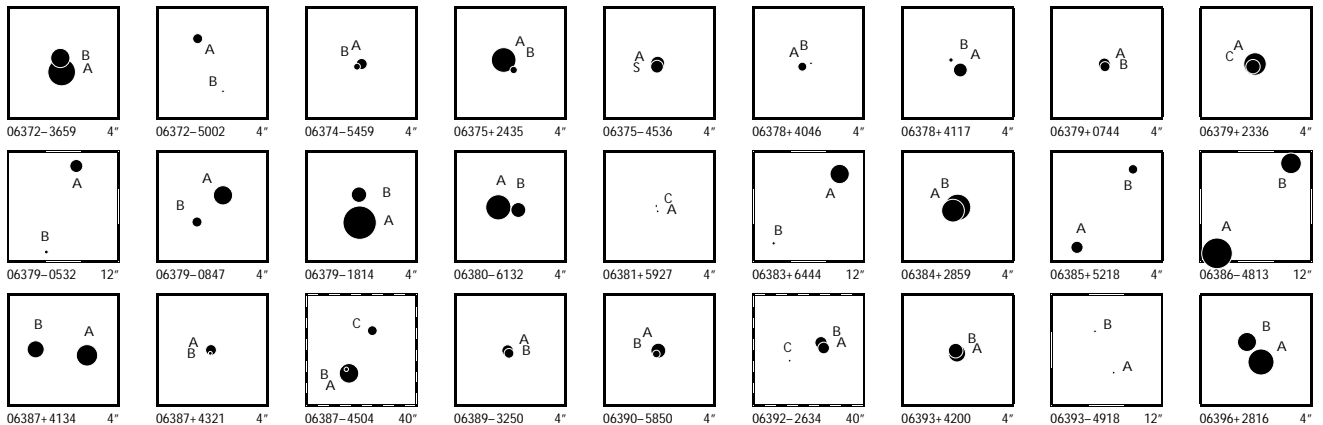 B
A
06372–3659 4"
A
B
06372–5002 4"
B A
06374–5459 4"
A
B
06375+2435 4"
A
S
06375–4536 4"
B
A
06378+4046 4"
B
A
06378+4117 4"
A
B
06379+0744 4"
A
C
06379+2336 4"
A
B
06379–0532 12"
A
B
06379–0847 4"
B
A
06379–1814 4"
A B
06380–6132 4"
C
A
06381+5927 4"
A
B
06383+6444 12"
B
A
06384+2859 4"
B
A
06385+5218 4"
B
A
06386–4813 12"
B
A
06387+4134 4"
A
B
06387+4321 4"
C
B
A
06387–4504 40"
A
B
06389–3250 4"
A
B
06390–5850 4"
B
A
C
06392–2634 40"
B
A
06393+4200 4"
B
A
06393–4918 12"
B
A
06396+2816 4"